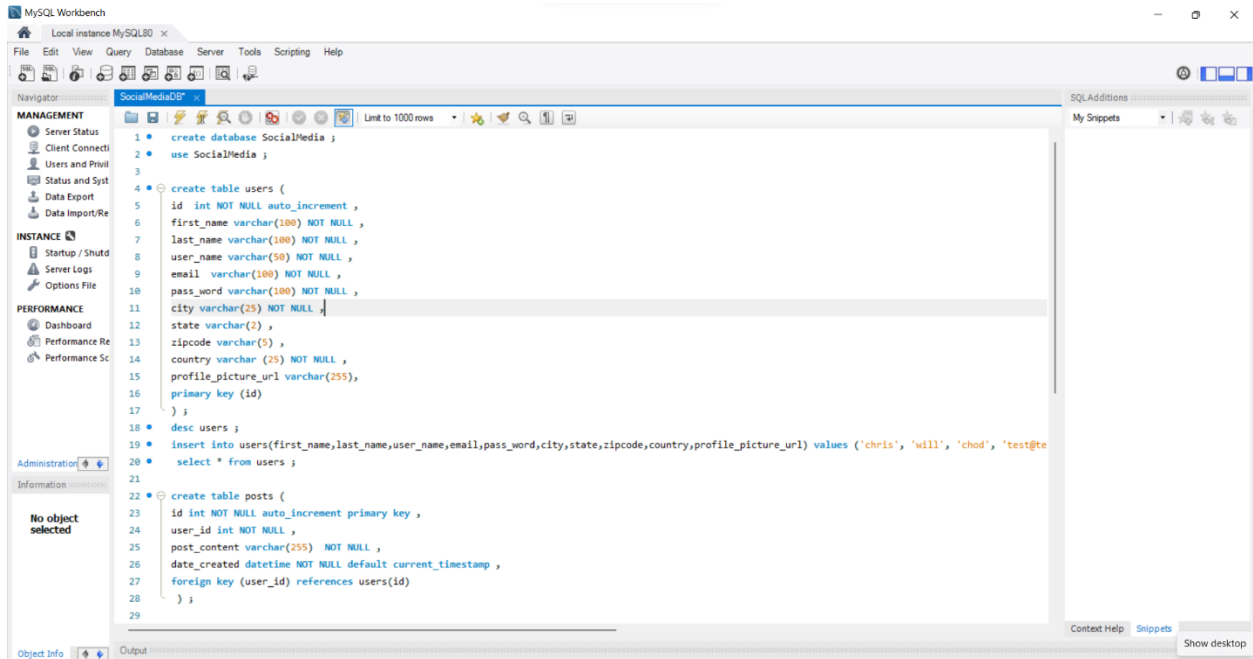 MySQL Workbench
Local instance MySQL80
File Edit View Query Database Server Tools Scripting Help
Navigator
MANAGEMENT
Server Status
Client Connecti
Users and Privil
Status and Syst
Data Export
Data Import/Re
INSTANCE
Startup / Shutd
Server Logs
Options File
PERFORMANCE
Dashboard
Performance Re
Performance Sc
Administration
Information
No object
selected
Object Info
SocialMediaDB*
Limit to 1000 rows
1 create database SocialMedia ;
2 use SocialMedia ;
3
4 create table users (
5 id  int NOT NULL auto_increment ,
6 first_name varchar(100) NOT NULL ,
7 last_name varchar(100) NOT NULL ,
8 user_name varchar(50) NOT NULL ,
9 email  varchar(100) NOT NULL ,
10 pass_word varchar(100) NOT NULL ,
11 city varchar(25) NOT NULL ,
12 state varchar(2) ,
13 zipcode varchar(5) ,
14 country varchar (25) NOT NULL ,
15 profile_picture_url varchar(255),
16 primary key (id)
17 ) ;
18 desc users ;
19 insert into users(first_name,last_name,user_name,email,pass_word,city,state,zipcode,country,profile_picture_url) values ('chris', 'will', 'chod', 'test@te
20 select * from users ;
21
22 create table posts (
23 id int NOT NULL auto_increment primary key ,
24 user_id int NOT NULL ,
25 post_content varchar(255)  NOT NULL ,
26 date_created datetime NOT NULL default current_timestamp ,
27 foreign key (user_id) references users(id)
28 ) ;
29
Output
SQLAdditions
My Snippets
Context Help Snippets
Show desktop